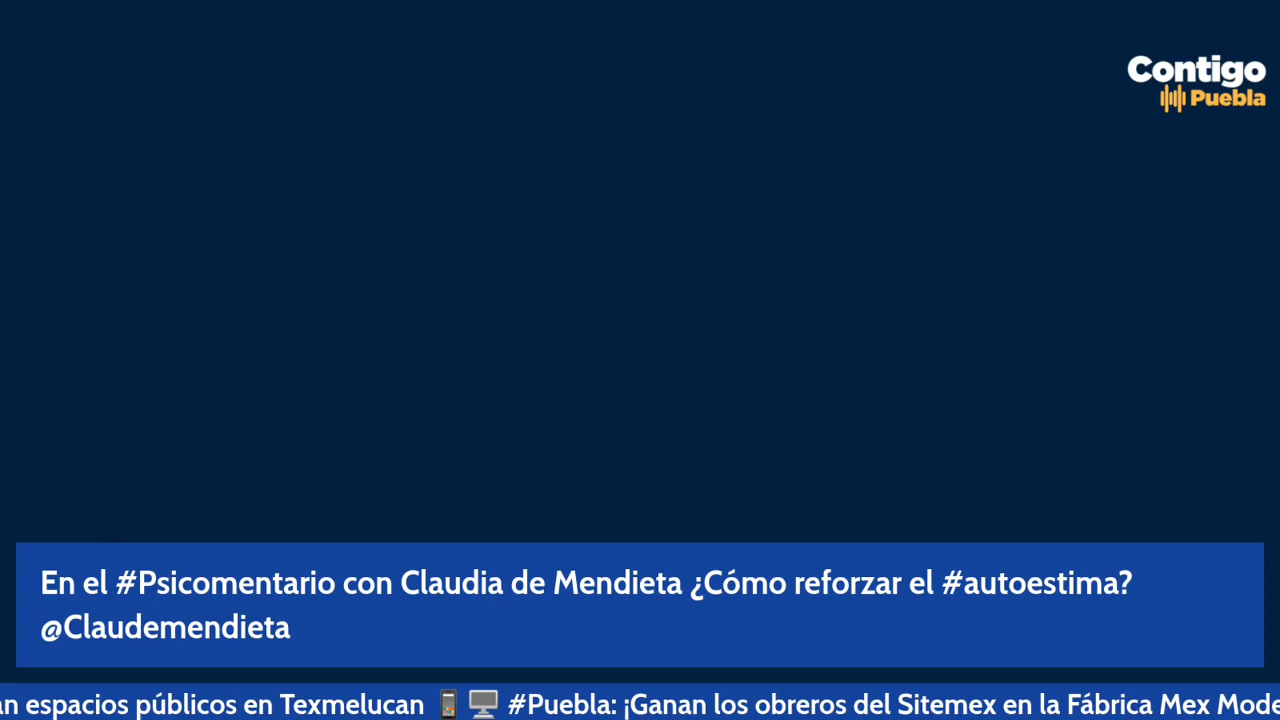 Contigo
Puebla
En el #Psicomentario con Claudia de Mendieta ¿Cómo reforzar el #autoestima?
@Claudemendieta
espacios públicos en Texmelucan 📱🖥️ #Puebla: ¡Ganan los obreros del Sitemex en la Fábrica Mex